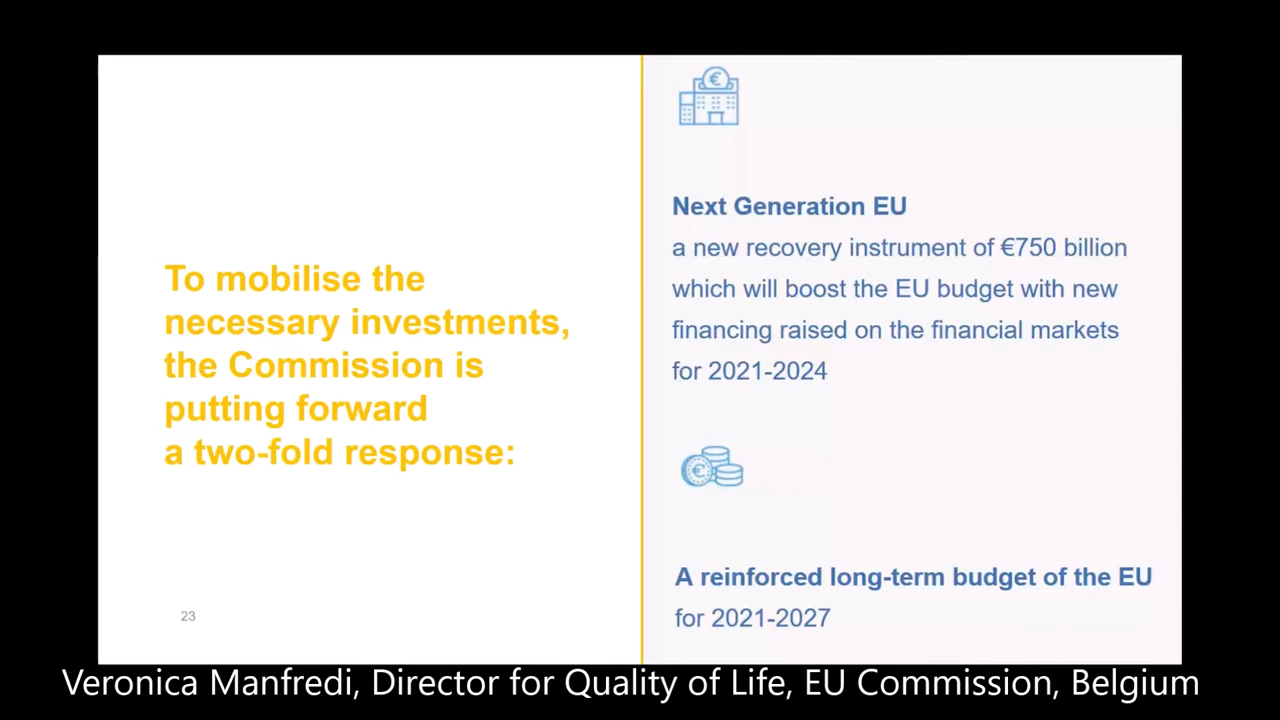 To mobilise the
necessary investments,
the Commission is
putting forward
a two-fold response:
23
Next Generation EU
a new recovery instrument of €750 billion
which will boost the EU budget with new
financing raised on the financial markets
for 2021-2024
A reinforced long-term budget of the EU
for 2021-2027
Veronica Manfredi, Director for Quality of Life, EU Commission, Belgium